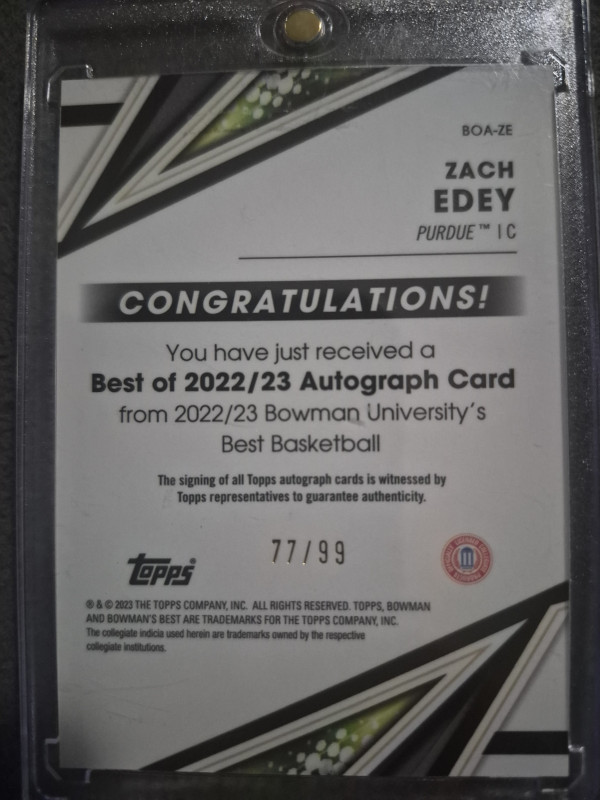 BOA-ZE
ZACH
EDEY
PURDUE™ | C
CONGRATULATIONS!
You have just received a
Best of 2022/23 Autograph Card
from 2022/23 Bowman University's
Best Basketball
The signing of all Topps autograph cards is witnessed by
Topps representatives to guarantee authenticity.
77/99
topps®
® & © 2023 THE TOPPS COMPANY, INC. ALL RIGHTS RESERVED. TOPPS, BOWMAN
AND BOWMAN'S BEST ARE TRADEMARKS FOR THE TOPPS COMPANY, INC.
The collegiate indicia used herein are trademarks owned by the respective
collegiate institutions.